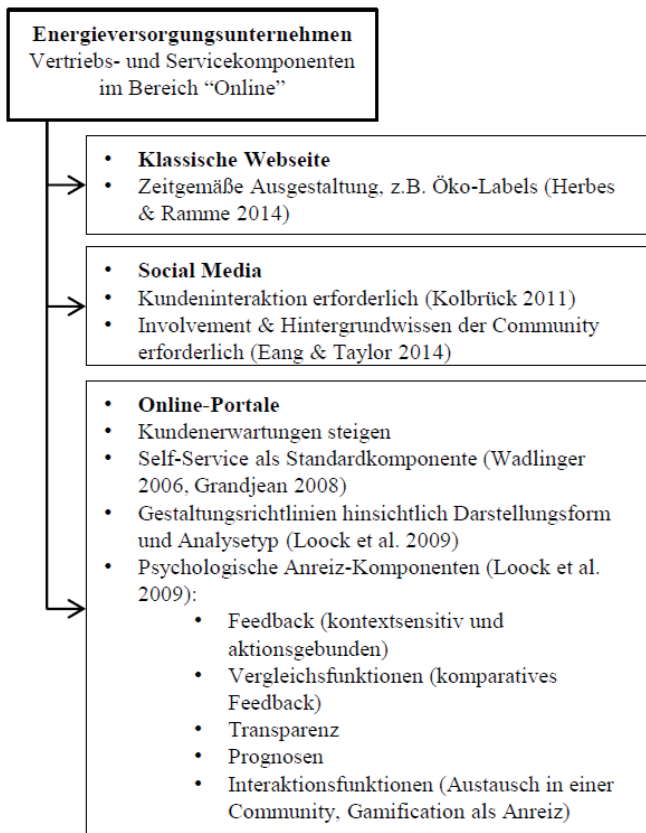 Energieversorgungsunternehmen
Vertriebs- und Servicekomponenten
im Bereich “Online”
• Klassische Webseite
• Zeitgemäße Ausgestaltung, z.B. Öko-Labels (Herbes
& Ramme 2014)
• Social Media
• Kundeninteraktion erforderlich (Kolbrück 2011)
• Involvement & Hintergrundwissen der Community
erforderlich (Eang & Taylor 2014)
• Online-Portale
• Kundenerwartungen steigen
• Self-Service als Standardkomponente (Wadlinger
2006, Grandjean 2008)
• Gestaltungsrichtlinien hinsichtlich Darstellungsform
und Analysetyp (Loock et al. 2009)
• Psychologische Anreiz-Komponenten (Loock et al.
2009):
• Feedback (kontextsensitiv und
aktionsgebunden)
• Vergleichsfunktionen (komparatives
Feedback)
• Transparenz
• Prognosen
• Interaktionsfunktionen (Austausch in einer
Community, Gamification als Anreiz)